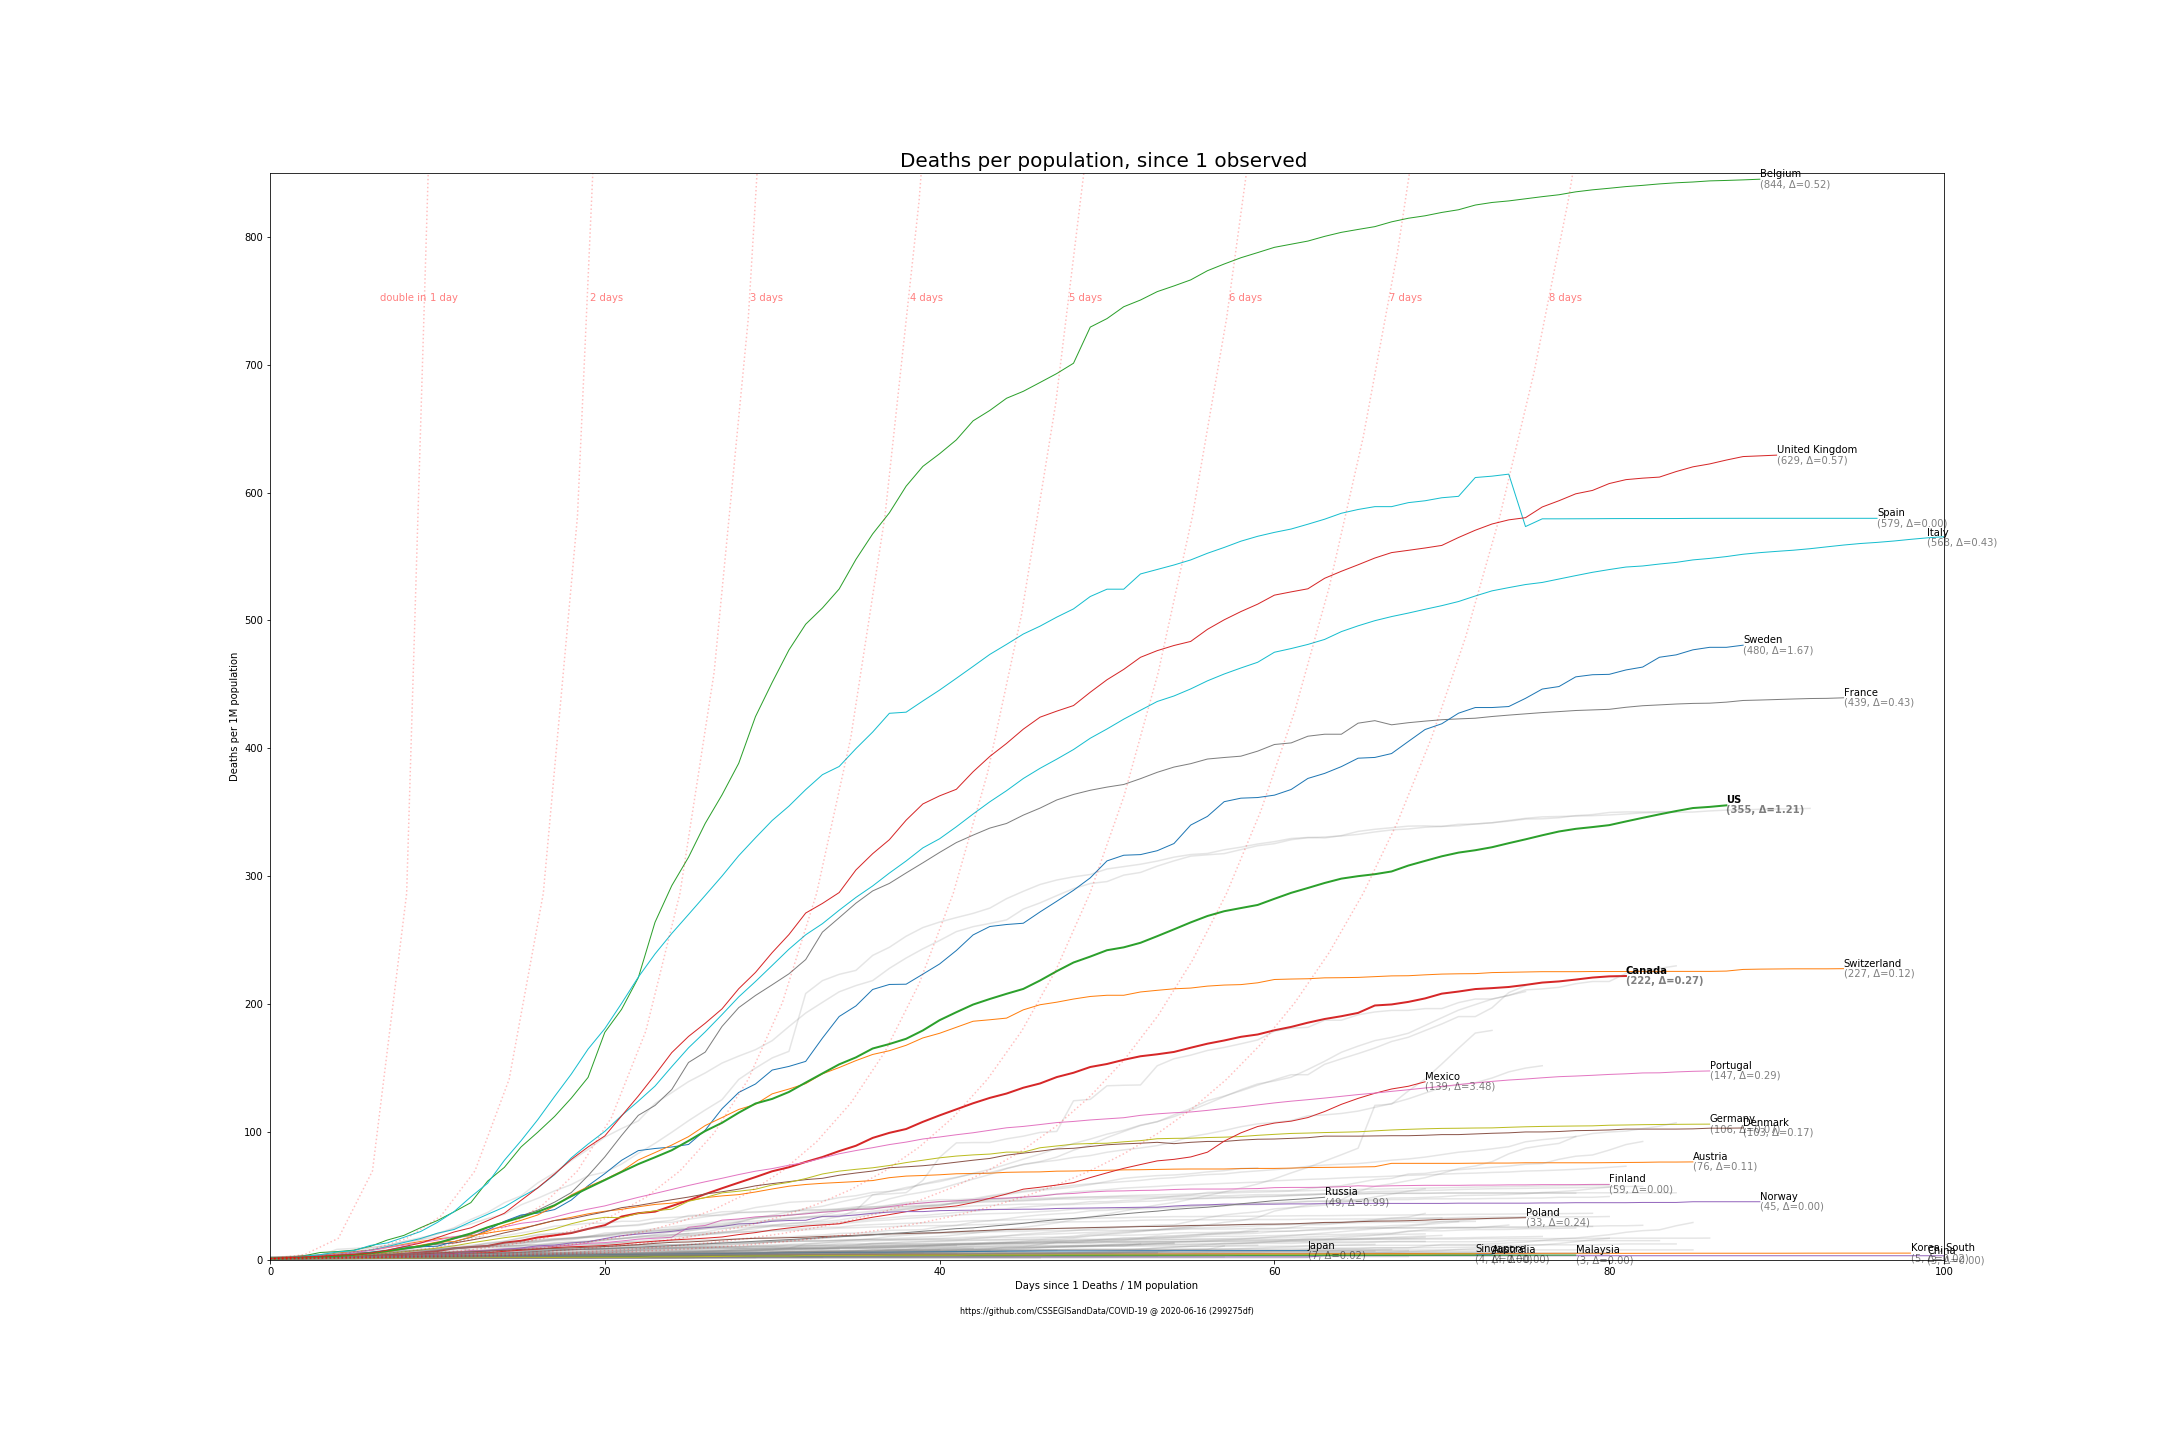 Deaths per population, since 1 observed
Belgium
(844, Δ=0.52)
800
double in 1 day
2 days
3 days
4 days
5 days
6 days
7 days
8 days
700
United Kingdom
(629, Δ=0.57)
600
Spain
(579, Δ=0.00)
Italy
Δ=0.43)
500
Sweden
(480, Δ=1.67)
France
(439, Δ=0.43)
400
Deaths per 1M population
US
(355, Δ=1.21)
300
Canada
(222, Δ=0.27)
Switzerland
(227, Δ=0.12)
200
Portugal
(147, Δ=0.29)
Mexico
(139, Δ=3.48)
Germany
(106,
Denmark
(103, Δ=0.17)
100
Austria
(76, Δ=0.11)
Finland
(59, Δ=0.00)
Russia
(49, Δ=0.99)
Norway
(45, Δ=0.00)
Poland
(33, Δ=0.24)
Japan
(7, Δ=0.02)
Singapore
(4,
Australia
Malaysia
(3, Δ=0.00)
Korea, South
(5,
China
Δ=0.00)
0
0
20
40
60
80
100
Days since 1 Deaths / 1M population
https://github.com/CSSEGISandData/COVID-19 @ 2020-06-16 (299275df)